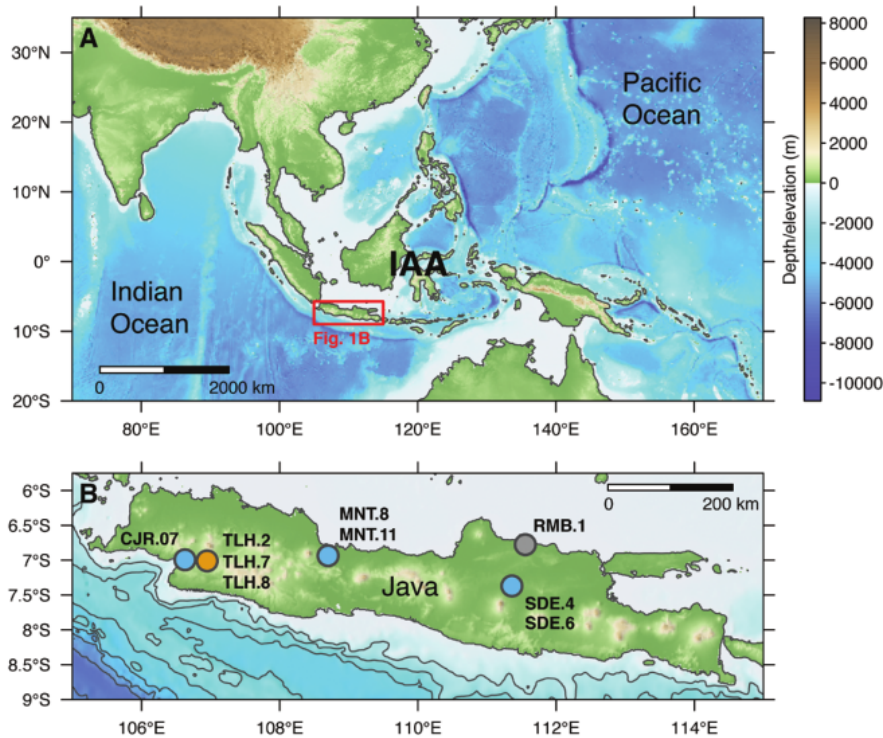 A
35°N
30°N
20°N
10°N
0°
10°S
20°S
Pacific
Ocean
Indian
Ocean
IAA
Fig. 1B
0 2000 km
80°E 100°E 120°E 140°E 160°E
8000
6000
4000
2000
0
-2000
-4000
-6000
-8000
-10000
Depth/elevation (m)
B
6°S
6.5°S
7°S
7.5°S
8°S
8.5°S
9°S
0 200 km
CJR.07
TLH.2
TLH.7
TLH.8
MNT.8
MNT.11
RMB.1
Java
SDE.4
SDE.6
106°E 108°E 110°E 112°E 114°E